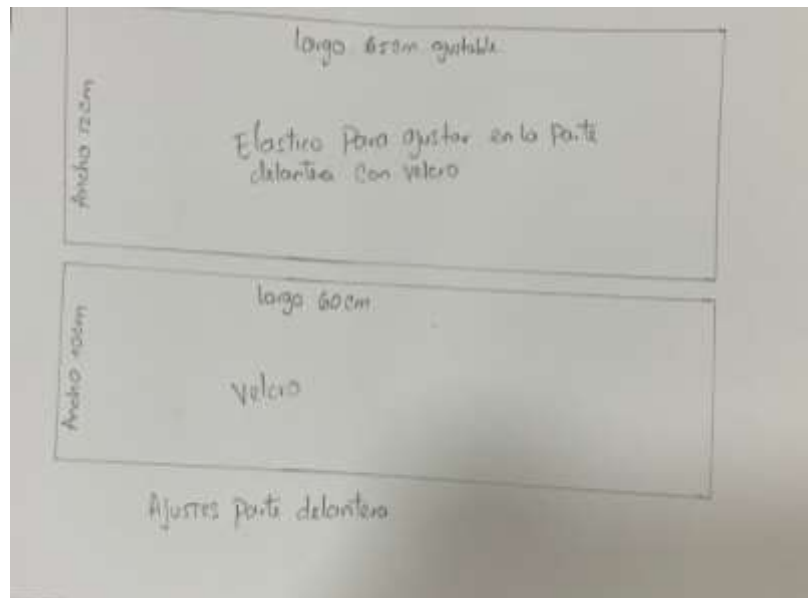 largo 65cm ajustable
Ancho 12cm
Elastico Para ajustar en la Parte
delantera Con velcro
largo 60cm
Ancho 10cm
Velcro
Ajustes parte delantera